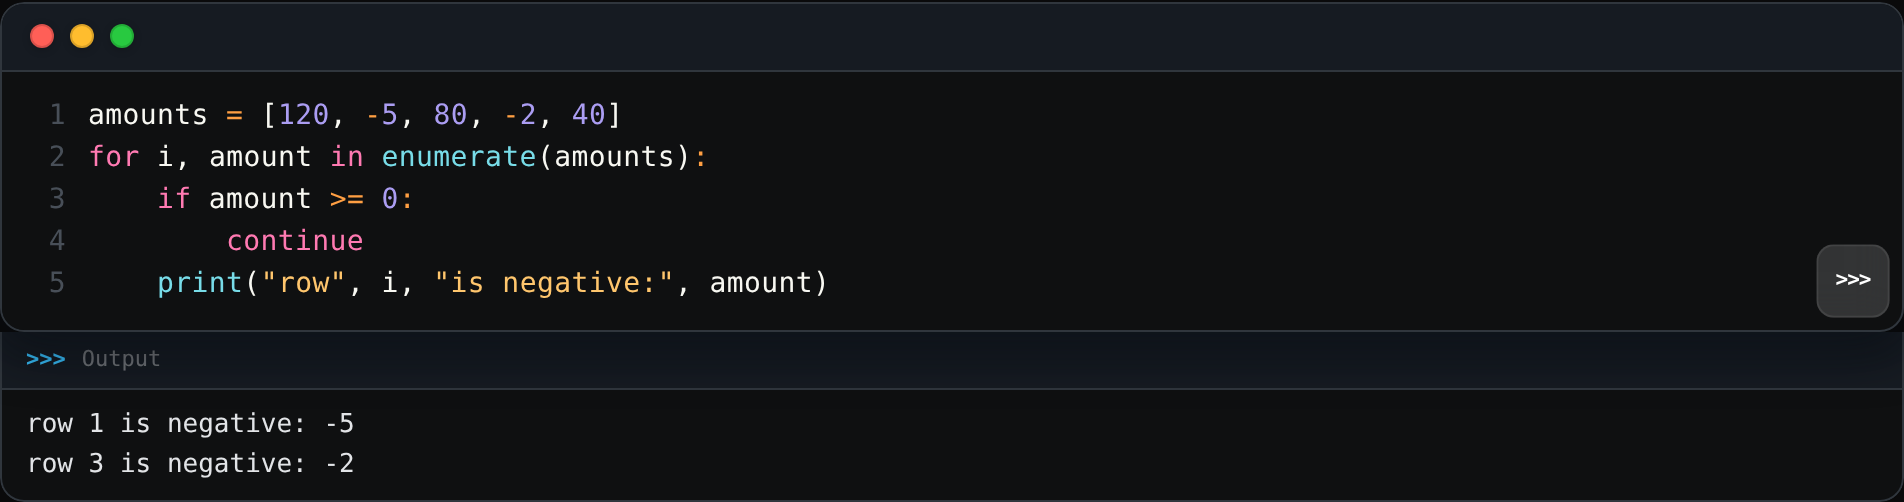 1 amounts = [120, -5, 80, -2, 40]
2 for i, amount in enumerate(amounts):
3     if amount >= 0:
4         continue
5     print("row", i, "is negative:", amount)
>>>
>>> Output
row 1 is negative: -5
row 3 is negative: -2